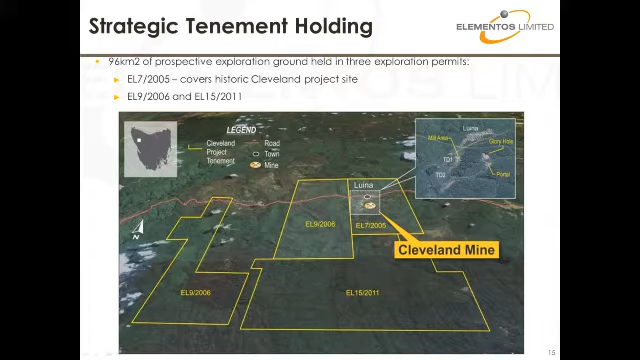 Strategic Tenement Holding
ELEMENTOS LIMITED
96km2 of prospective exploration ground held in three exploration permits:
EL7/2005 – covers historic Cleveland project site
EL9/2006 and EL15/2011
LEGEND
Cleveland Project Tenement
Road
Town
Mine
Luina
Mill Area
Glory Hole
TD1
TD2
Portal
Luina
N
EL9/2006
EL7/2005
Cleveland Mine
EL9/2006
EL15/2011
15